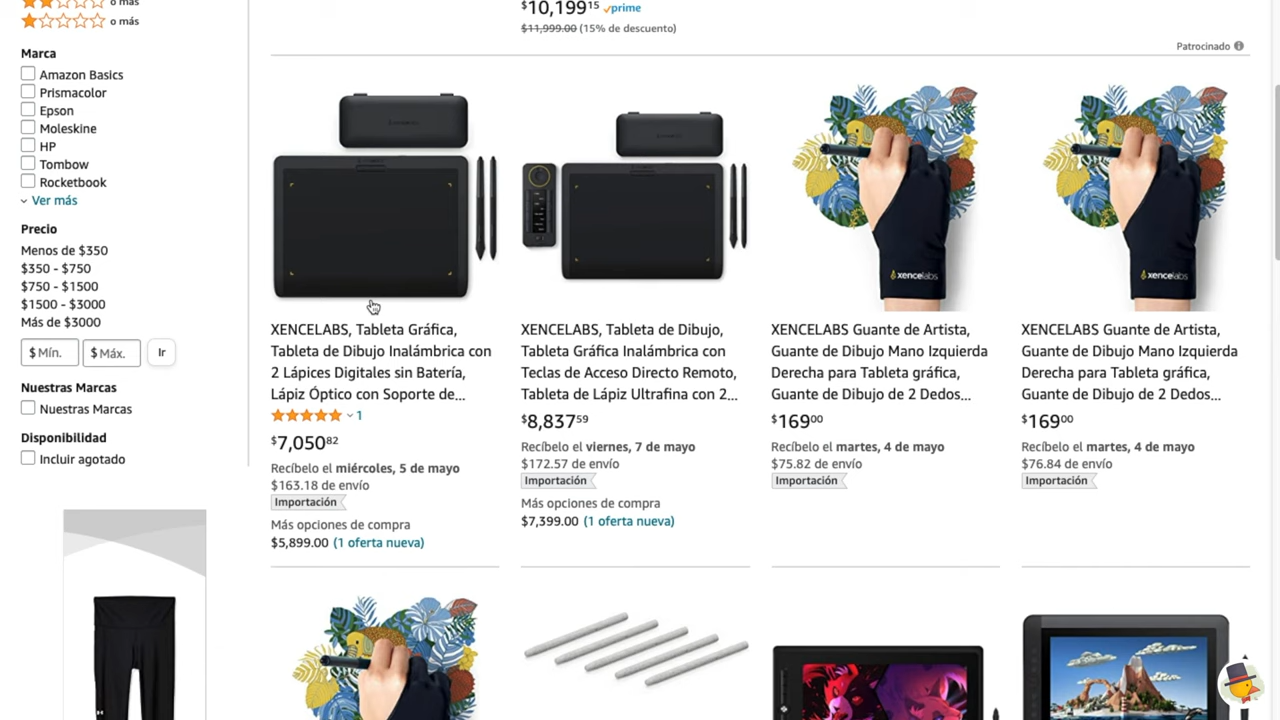 o más
o más
Marca
Amazon Basics
Prismacolor
Epson
Moleskine
HP
Tombow
Rocketbook
Ver más
Precio
Menos de $350
$350 - $750
$750 - $1500
$1500 - $3000
Más de $3000
$ Mín.
$ Máx.
Ir
Nuestras Marcas
Nuestras Marcas
Disponibilidad
Incluir agotado
$10,19915 prime
$11,999.00 (15% de descuento)
Patrocinado
XENCELABS, Tableta Gráfica,
Tableta de Dibujo Inalámbrica con
2 Lápices Digitales sin Batería,
Lápiz Óptico con Soporte de...
1
$7,05082
Recíbelo el miércoles, 5 de mayo
$163.18 de envío
Importación
Más opciones de compra
$5,899.00 (1 oferta nueva)
XENCELABS, Tableta de Dibujo,
Tableta Gráfica Inalámbrica con
Teclas de Acceso Directo Remoto,
Tableta de Lápiz Ultrafina con 2...
$8,83759
Recíbelo el viernes, 7 de mayo
$172.57 de envío
Importación
Más opciones de compra
$7,399.00 (1 oferta nueva)
xencelabs
XENCELABS Guante de Artista,
Guante de Dibujo Mano Izquierda
Derecha para Tableta gráfica,
Guante de Dibujo de 2 Dedos...
$16900
Recíbelo el martes, 4 de mayo
$75.82 de envío
Importación
xencelabs
XENCELABS Guante de Artista,
Guante de Dibujo Mano Izquierda
Derecha para Tableta gráfica,
Guante de Dibujo de 2 Dedos...
$16900
Recíbelo el martes, 4 de mayo
$76.84 de envío
Importación